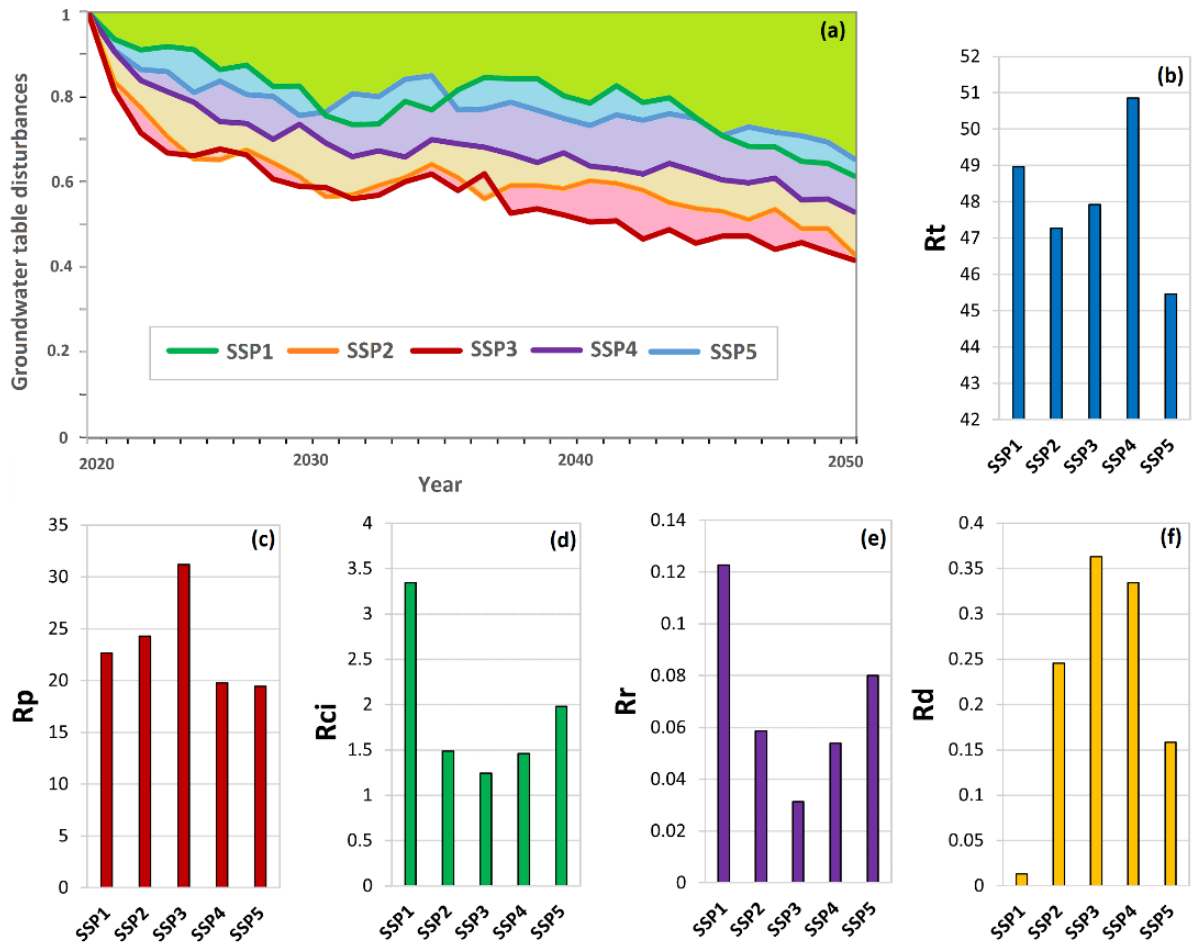 (a)
Groundwater table disturbances
1
0.8
0.6
0.4
0.2
0
SSP1 SSP2 SSP3 SSP4 SSP5
2020 2030 2040 2050
Year
(b)
Rt
52
51
50
49
48
47
46
45
44
43
42
SSP1 SSP2 SSP3 SSP4 SSP5
(c)
Rp
35
30
25
20
15
10
5
0
SSP1 SSP2 SSP3 SSP4 SSP5
(d)
Rci
4
3.5
3
2.5
2
1.5
1
0.5
0
SSP1 SSP2 SSP3 SSP4 SSP5
(e)
Rr
0.14
0.12
0.1
0.08
0.06
0.04
0.02
0
SSP1 SSP2 SSP3 SSP4 SSP5
(f)
Rd
0.4
0.35
0.3
0.25
0.2
0.15
0.1
0.05
0
SSP1 SSP2 SSP3 SSP4 SSP5